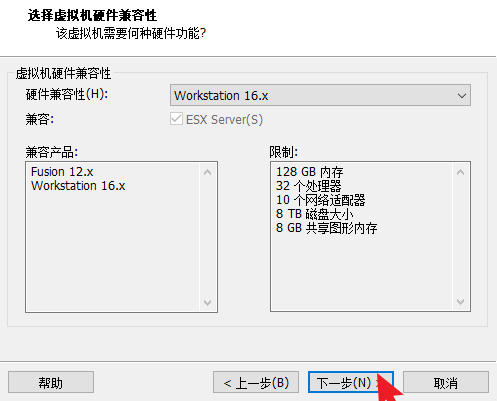 选择虚拟机硬件兼容性
该虚拟机需要何种硬件功能?
虚拟机硬件兼容性
硬件兼容性(H): Workstation 16.x
兼容: ESX Server(S)
兼容产品: 限制:
Fusion 12.x
Workstation 16.x
128 GB 内存
32 个处理器
10 个网络适配器
8 TB 磁盘大小
8 GB 共享图形内存
帮助 < 上一步(B) 下一步(N) > 取消